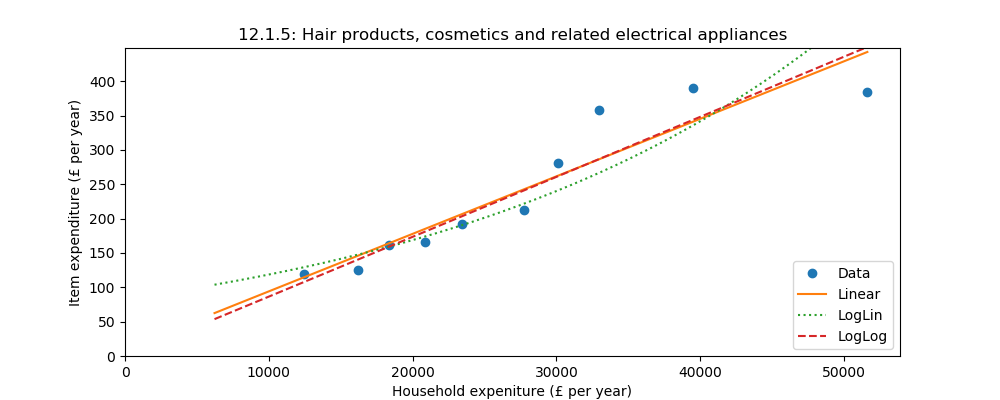 12.1.5: Hair products, cosmetics and related electrical appliances
Item expenditure (£ per year)
400
350
300
250
200
150
100
50
0
0 10000 20000 30000 40000 50000
Household expeniture (£ per year)
Data
Linear
LogLin
LogLog